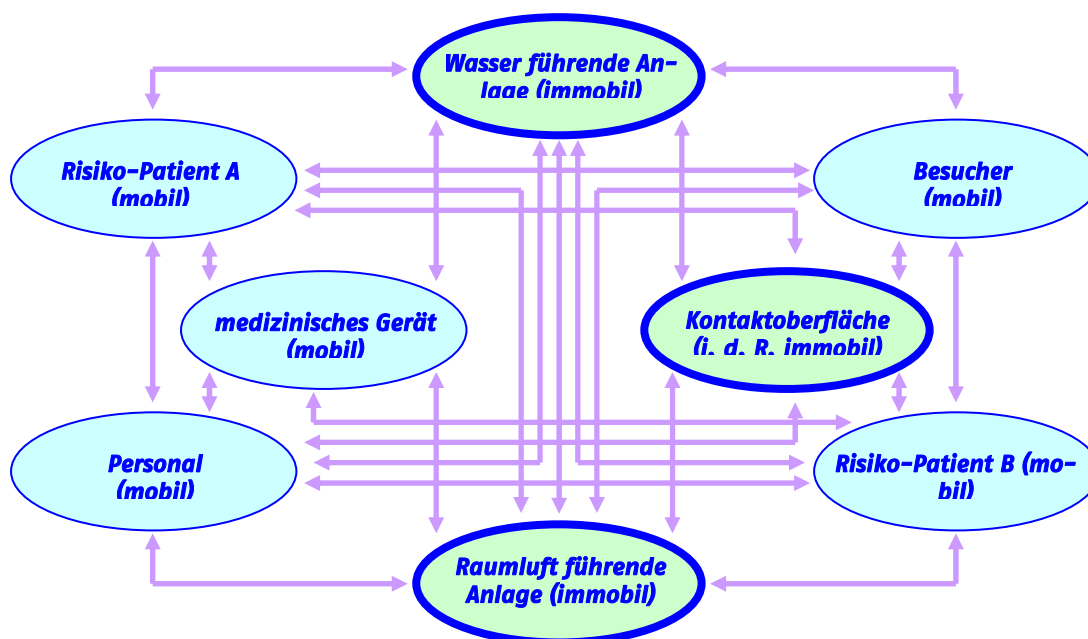 Wasser führende An-
lage (immobil)
Risiko-Patient A
(mobil)
Besucher
(mobil)
medizinisches Gerät
(mobil)
Kontaktoberfläche
(i. d. R. immobil)
Personal
(mobil)
Risiko-Patient B (mo-
bil)
Raumluft führende
Anlage (immobil)